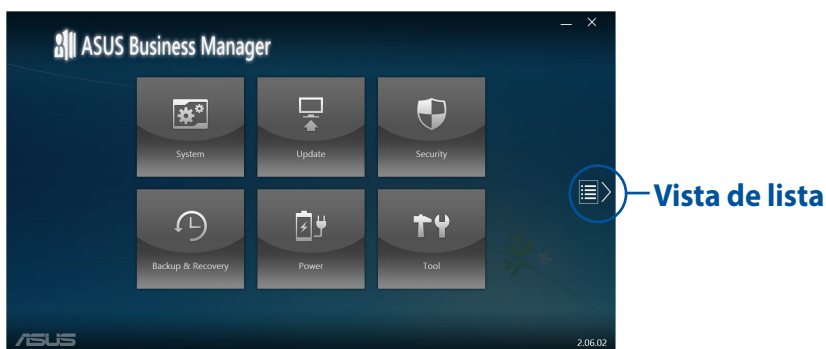 ASUS Business Manager
System
Update
Security
Vista de lista
Backup & Recovery
Power
Tool
ASUS
2.06.02